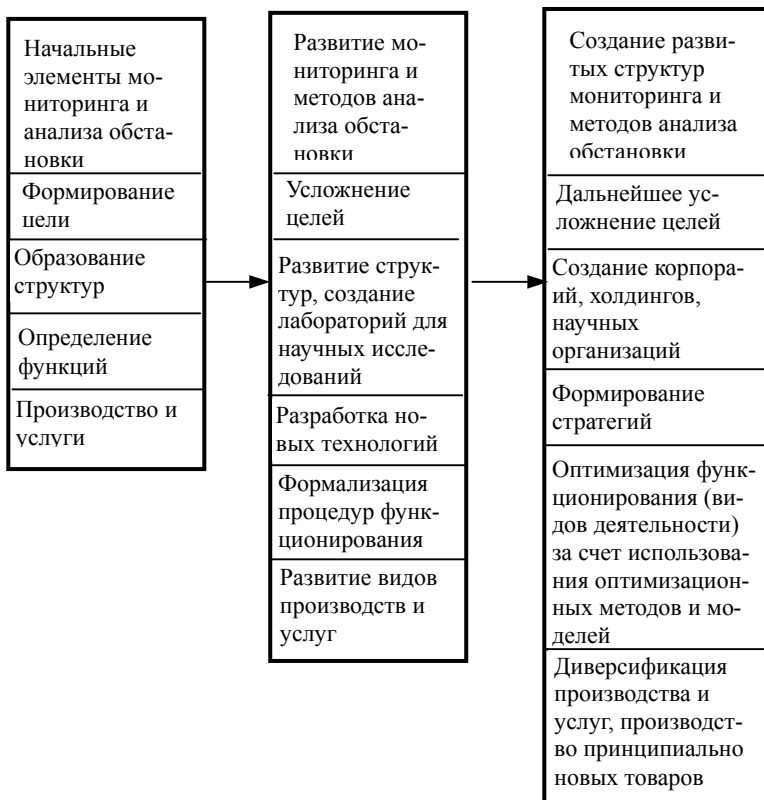 Начальные
элементы мо-
ниторинга и
анализа обста-
новки
Формирование
цели
Образование
структур
Определение
функций
Производство и
услуги
Развитие мо-
ниторинга и
методов ана-
лиза обста-
новки
Усложнение
целей
Развитие струк-
тур, создание
лабораторий для
научных иссле-
дований
Разработка но-
вых технологий
Формализация
процедур функ-
ционирования
Развитие видов
производств и
услуг
Создание разви-
тых структур
мониторинга и
методов анализа
обстановки
Дальнейшее ус-
ложнение целей
Создание корпора-
ий, холдингов,
научных
организаций
Формирование
стратегий
Оптимизация функ-
ционирования (ви-
дов деятельности)
за счет использова-
ния оптимизацион-
ных методов и мо-
делей
Диверсификация
производства и
услуг, производст-
во принципиально
новых товаров